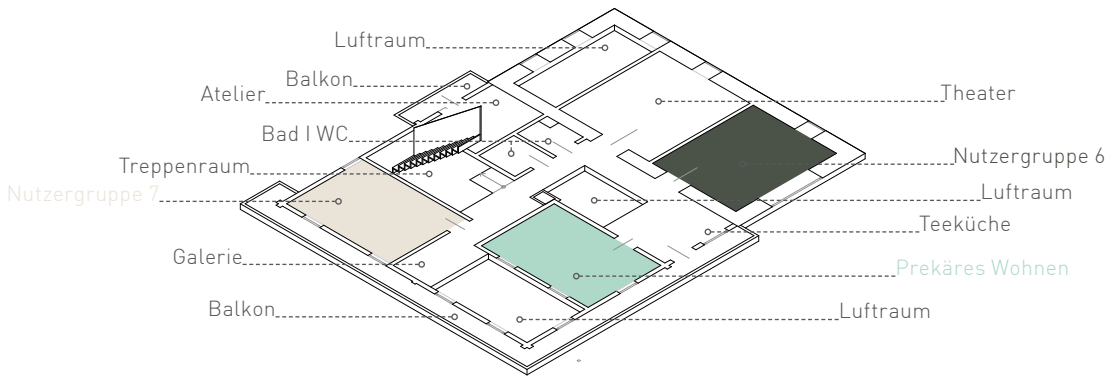 Luftraum
Balkon
Atelier
Bad I WC
Treppenraum
Nutzergruppe 7
Galerie
Balkon
Theater
Nutzergruppe 6
Luftraum
Teeküche
Prekäres Wohnen
Luftraum